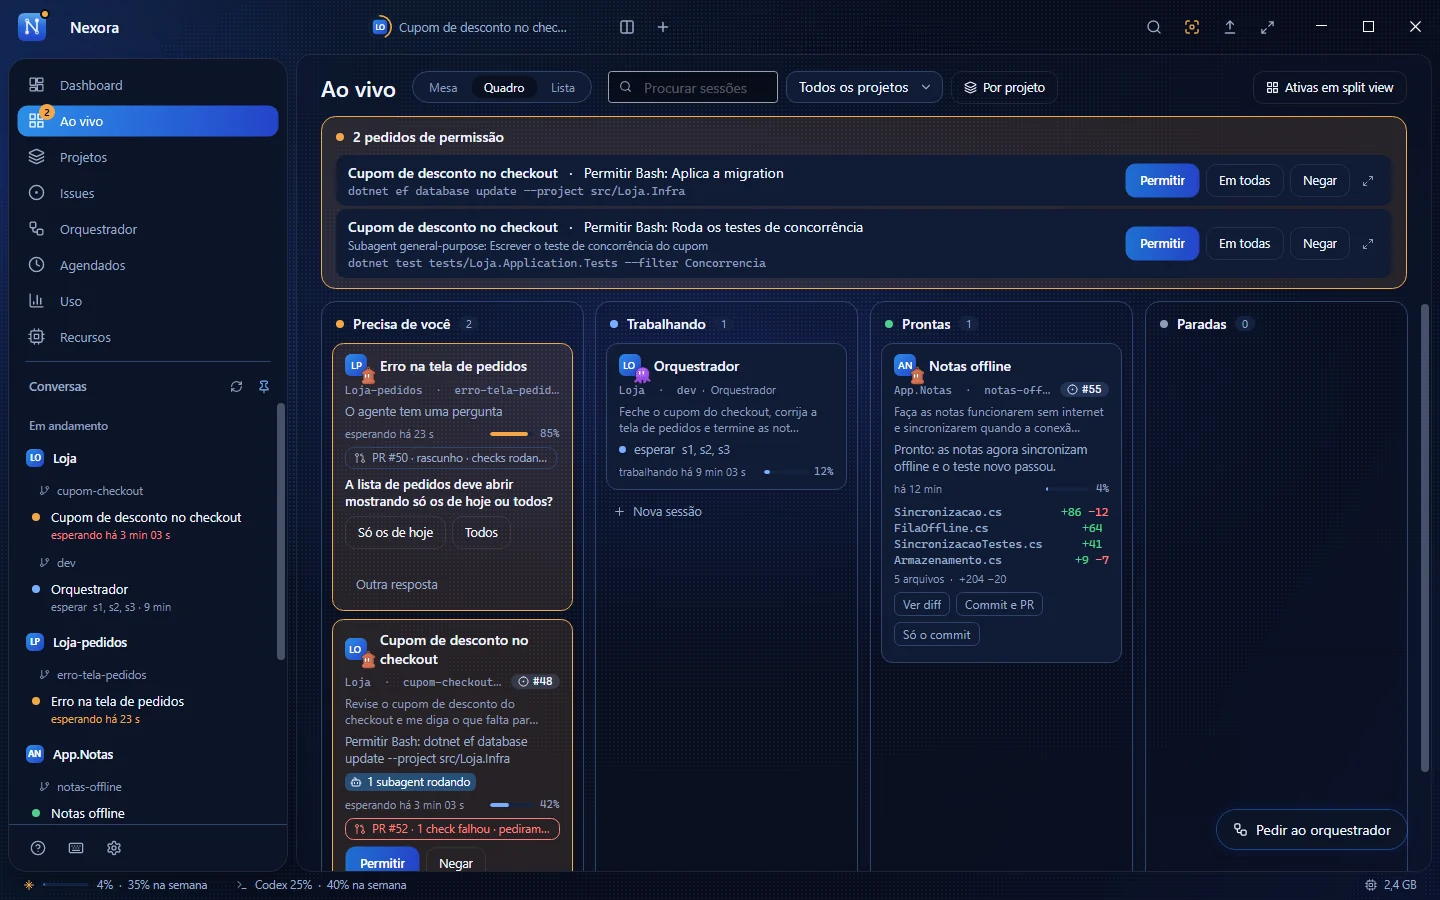 Nexora
LO Cupom de desconto no chec...
Dashboard
2
Ao vivo
Projetos
Issues
Orquestrador
Agendados
Uso
Recursos
Conversas
Em andamento
LO Loja
cupom-checkout
Cupom de desconto no checkout
esperando há 3 min 03 s
dev
Orquestrador
esperar s1, s2, s3 · 9 min
LP Loja-pedidos
erro-tela-pedidos
Erro na tela de pedidos
esperando há 23 s
AN App.Notas
notas-offline
Notas offline
Ao vivo
Mesa Quadro Lista
Procurar sessões
Todos os projetos
Por projeto
Ativas em split view
2 pedidos de permissão
Cupom de desconto no checkout · Permitir Bash: Aplica a migration
dotnet ef database update --project src/Loja.Infra
Permitir Em todas Negar
Cupom de desconto no checkout · Permitir Bash: Roda os testes de concorrência
Subagent general-purpose: Escrever o teste de concorrência do cupom
dotnet test tests/Loja.Application.Tests --filter Concorrencia
Permitir Em todas Negar
Precisa de você 2
LP Erro na tela de pedidos
Loja-pedidos · erro-tela-pedid...
O agente tem uma pergunta
esperando há 23 s 85%
PR #50 · rascunho · checks rodan...
A lista de pedidos deve abrir
mostrando só os de hoje ou todos?
Só os de hoje Todos
Outra resposta
LO Cupom de desconto no
checkout
Loja · cupom-checkout... #48
Revise o cupom de desconto do
checkout e me diga o que falta par...
Permitir Bash: dotnet ef database
update --project src/Loja.Infra
1 subagent rodando
esperando há 3 min 03 s 42%
PR #52 · 1 check falhou · pediram...
Permitir Negar
Trabalhando 1
LO Orquestrador
Loja · dev · Orquestrador
Feche o cupom do checkout, corrija a
tela de pedidos e termine as not...
esperar s1, s2, s3
trabalhando há 9 min 03 s 12%
Nova sessão
Prontas 1
AN Notas offline
App.Notas · notas-off... #55
Faça as notas funcionarem sem internet
e sincronizarem quando a conexã...
Pronto: as notas agora sincronizam
offline e o teste novo passou.
há 12 min 4%
Sincronizacao.cs +86 −12
FilaOffline.cs +64
SincronizacaoTestes.cs +41
Armazenamento.cs +9 −7
5 arquivos · +204 −20
Ver diff Commit e PR
Só o commit
Paradas 0
Pedir ao orquestrador
4% · 35% na semana
Codex 25% · 40% na semana
2,4 GB